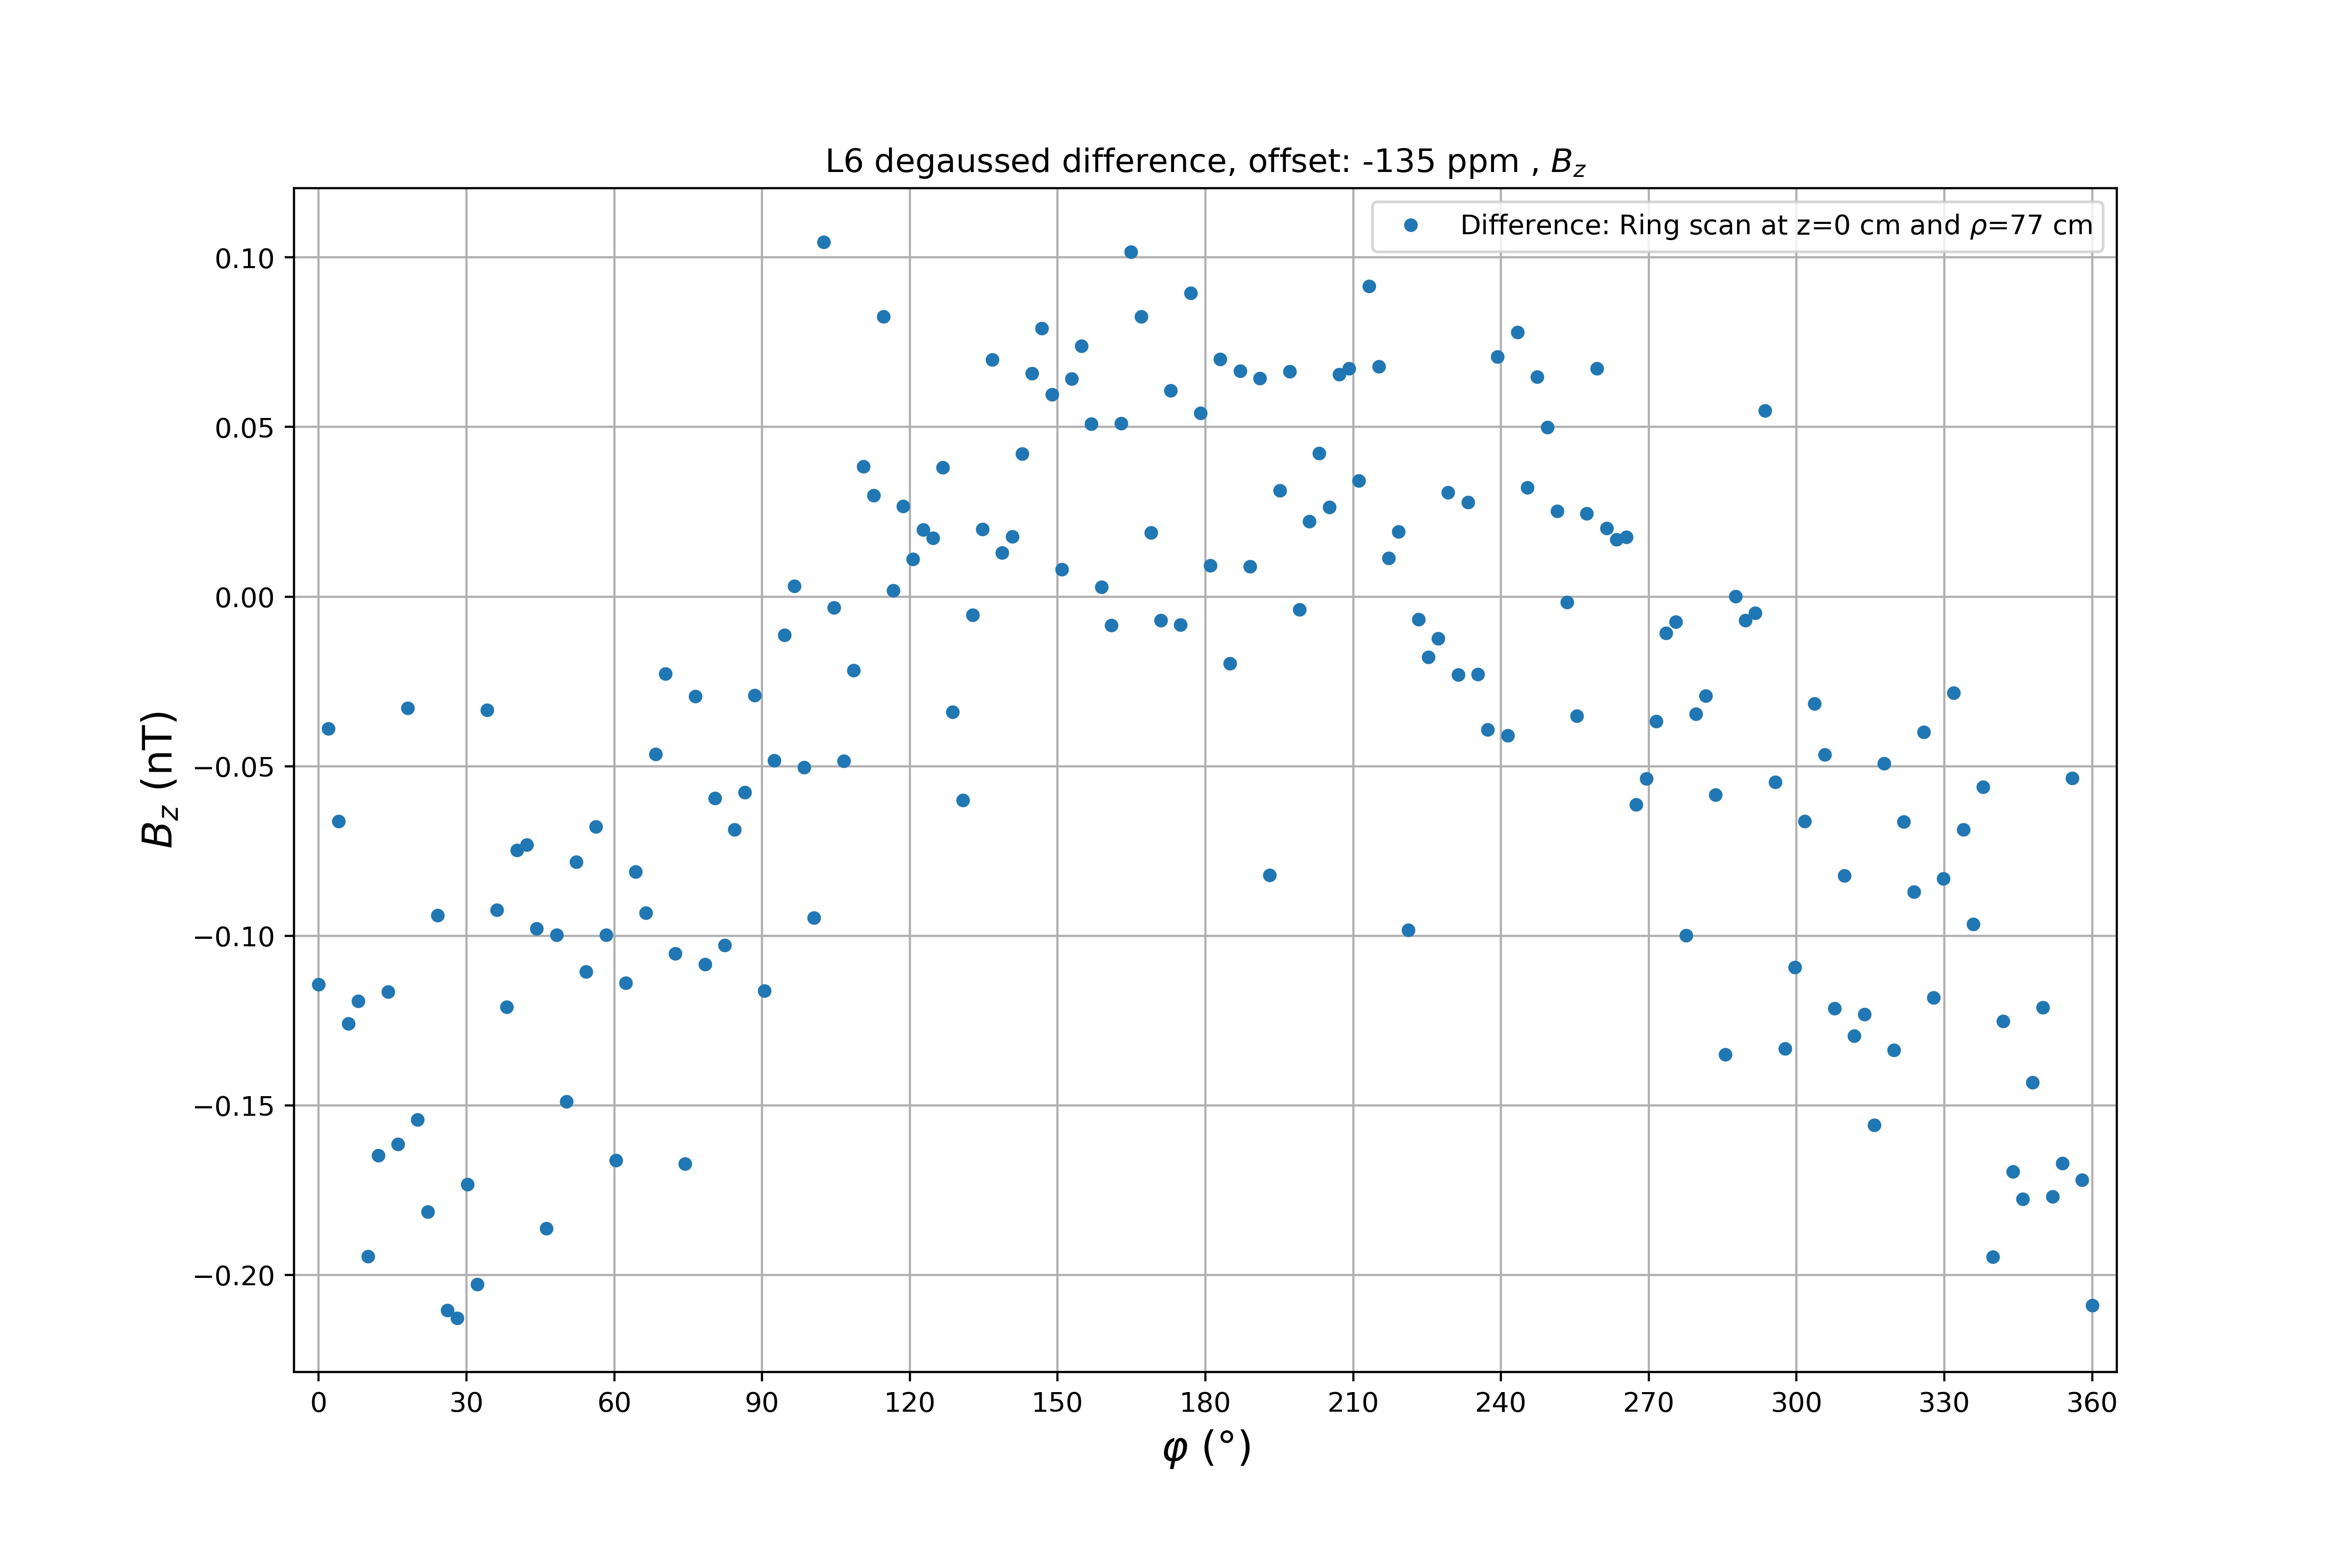 L6 degaussed difference, offset: -135 ppm , B_z
Difference: Ring scan at z=0 cm and ρ=77 cm
0.10
0.05
0.00
−0.05
−0.10
−0.15
−0.20
B_z (nT)
0 30 60 90 120 150 180 210 240 270 300 330 360
φ (°)